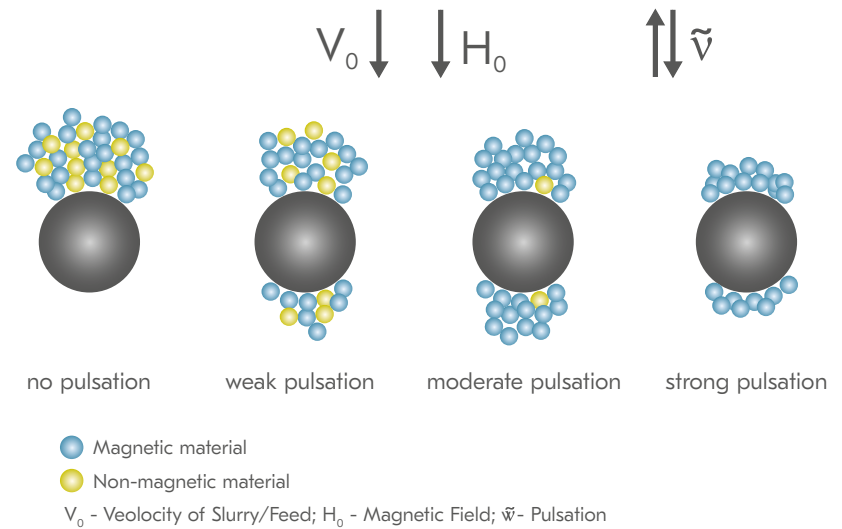 V₀ H₀ ṽ
no pulsation weak pulsation moderate pulsation strong pulsation
Magnetic material
Non-magnetic material
V₀ - Veolocity of Slurry/Feed; H₀ - Magnetic Field; ṽ- Pulsation